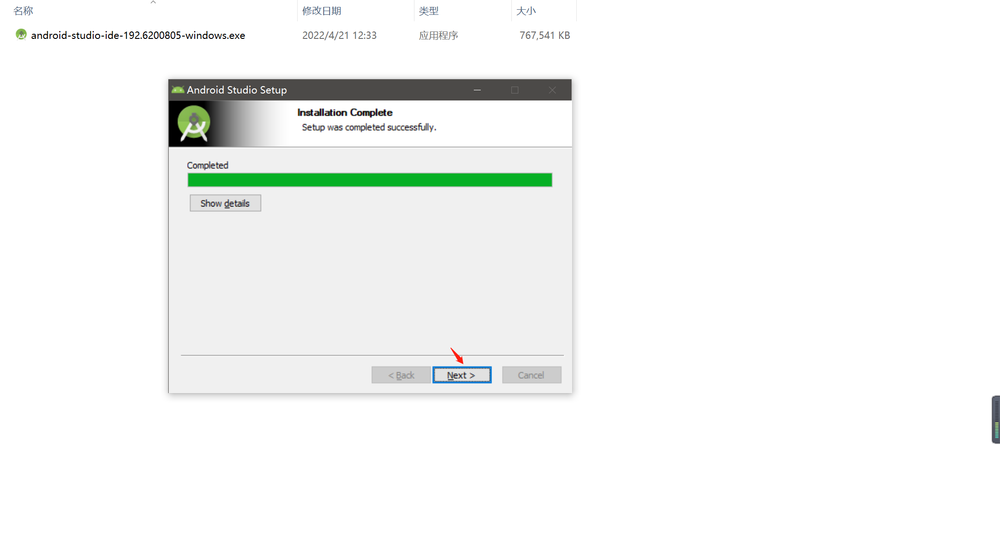 名称 修改日期 类型 大小
android-studio-ide-192.6200805-windows.exe 2022/4/21 12:33 应用程序 767,541 KB
Android Studio Setup
Installation Complete
Setup was completed successfully.
Completed
Show details
< Back Next > Cancel